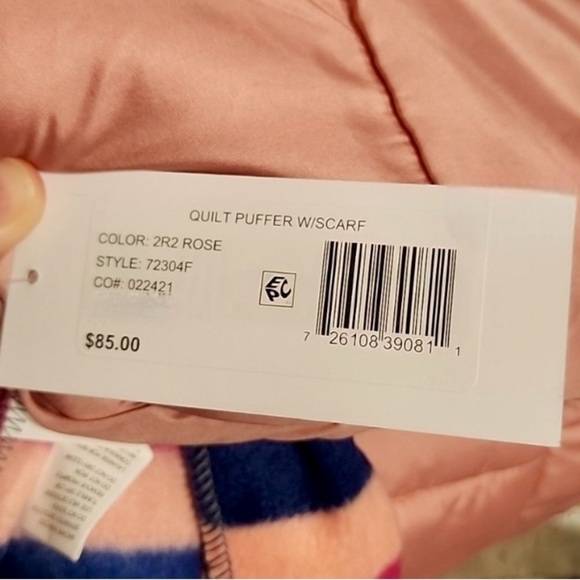 QUILT PUFFER W/SCARF
COLOR: 2R2 ROSE
STYLE: 72304F
CO#: 022421
EPC
$85.00
7 26108 39081 1